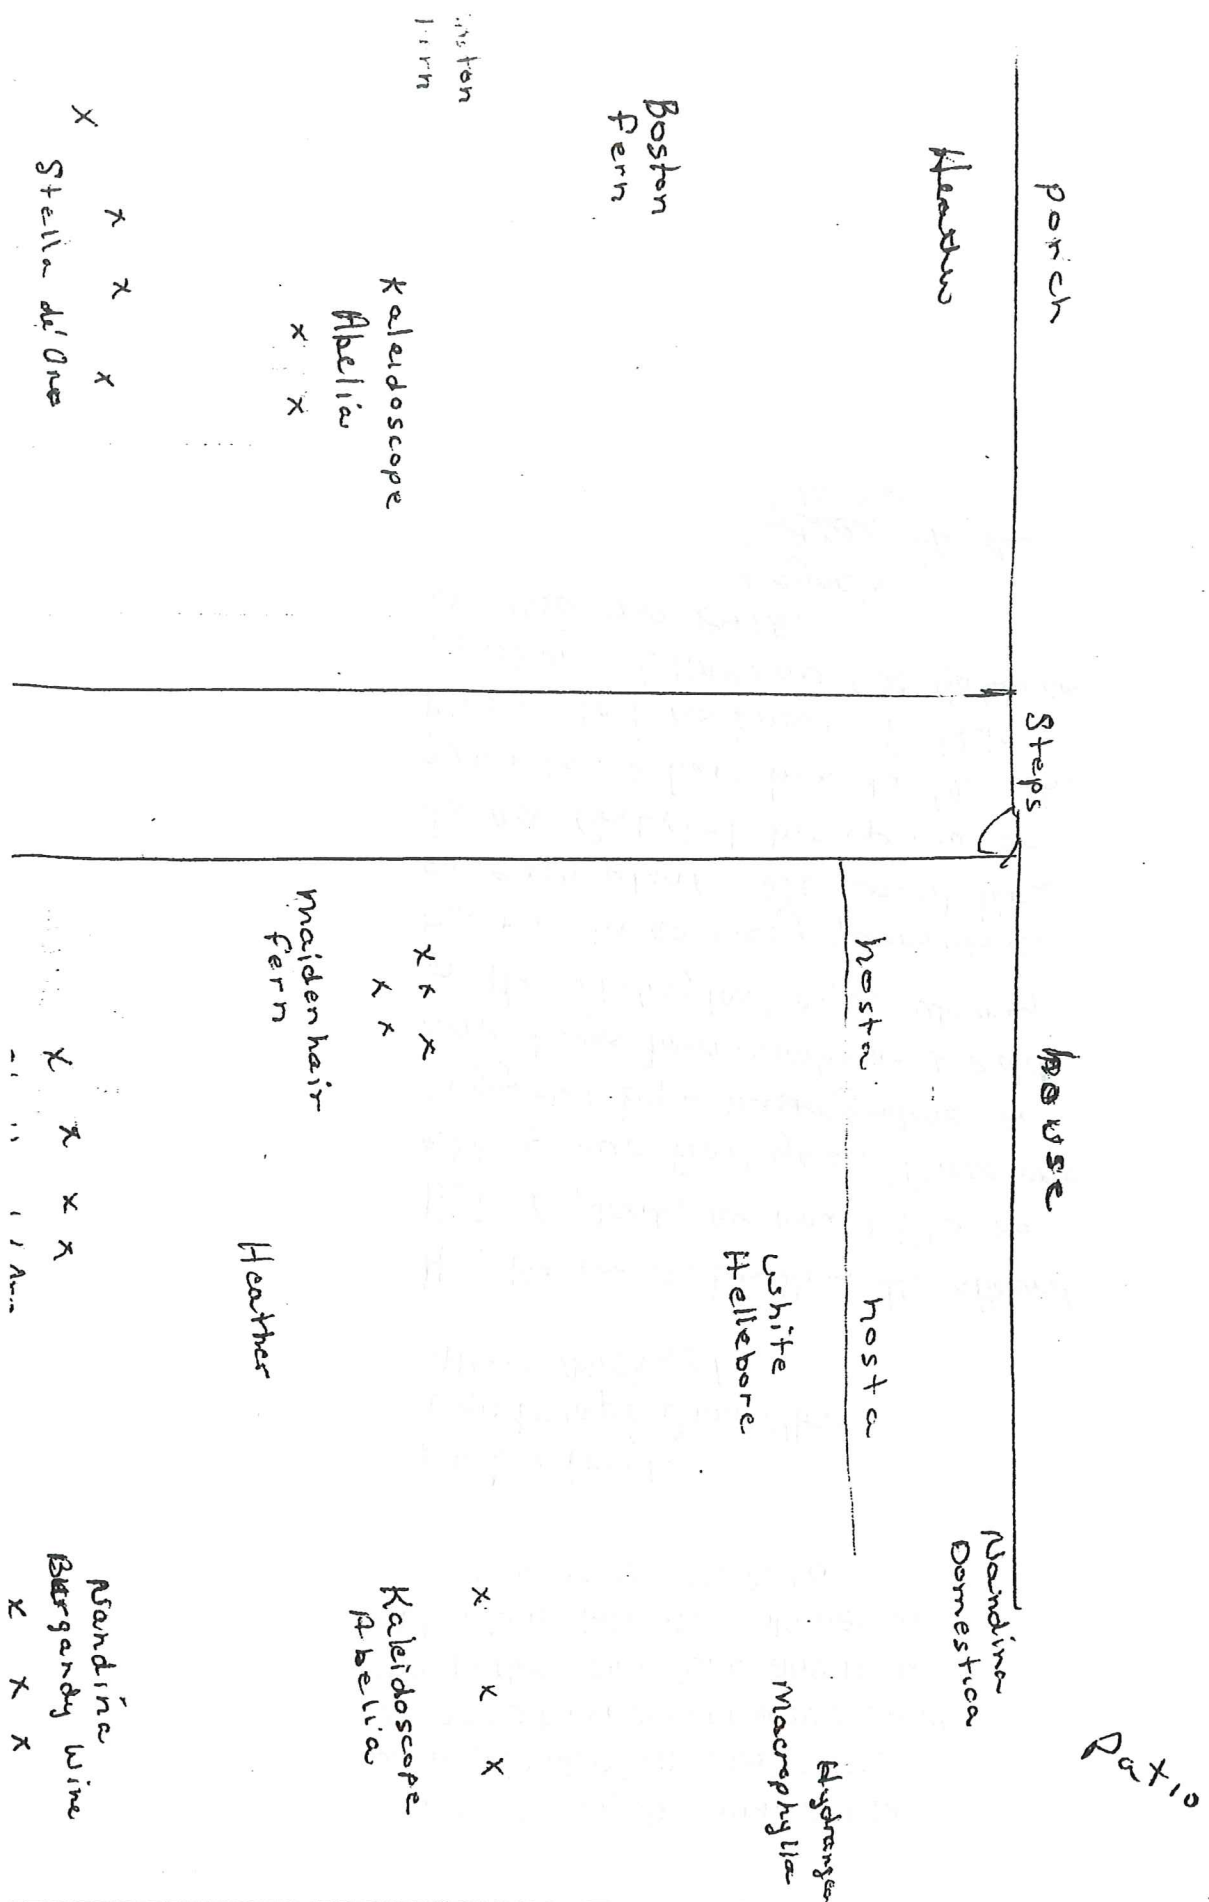 porch
Steps
house
Patio
Heather
hosta
hosta
Nandina
Domestica
Boston
fern
White
Hellebore
Hydrangea
Macrophylla
x x x
x x
x x x
Kaleidoscope
Abelia
x x
maidenhair
fern
Heather
Kaleidoscope
Abelia
x x x x
Stella de' Oro
x x x x
Nandina
Burgandy Wine
x x x